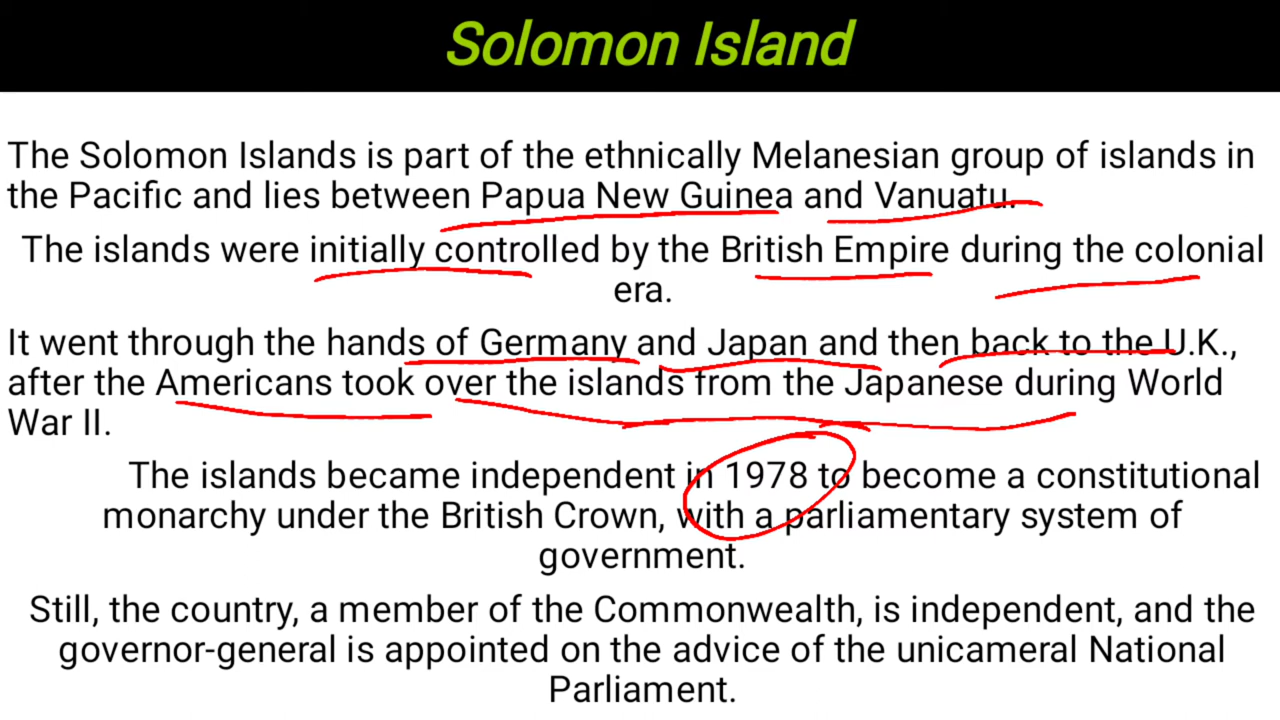 Solomon Island
The Solomon Islands is part of the ethnically Melanesian group of islands in
the Pacific and lies between Papua New Guinea and Vanuatu.
The islands were initially controlled by the British Empire during the colonial
era.
It went through the hands of Germany and Japan and then back to the U.K.,
after the Americans took over the islands from the Japanese during World
War II.
The islands became independent in 1978 to become a constitutional
monarchy under the British Crown, with a parliamentary system of
government.
Still, the country, a member of the Commonwealth, is independent, and the
governor-general is appointed on the advice of the unicameral National
Parliament.